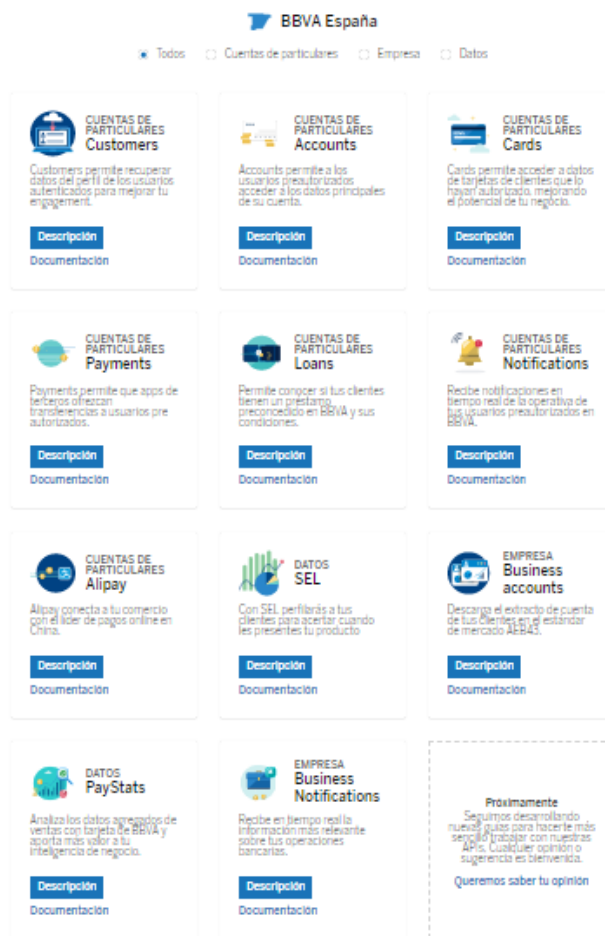 BBVA España
Todos Cuentas de particulares Empresa Datos
CUENTAS DE
PARTICULARES
Customers
Customers permite recuperar
datos del perfil de los usuarios
autenticados para mejorar tu
engagement.
Descripción
Documentación
CUENTAS DE
PARTICULARES
Accounts
Accounts permite a los
usuarios preautorizados
acceder a los datos principales
de su cuenta.
Descripción
Documentación
CUENTAS DE
PARTICULARES
Cards
Cards permite acceder a datos
de tarjetas de clientes que lo
hayan autorizado, mejorando
el potencial de tu negocio.
Descripción
Documentación
CUENTAS DE
PARTICULARES
Payments
Payments permite que apps de
terceros ofrezcan
transferencias a usuarios pre
autorizados.
Descripción
Documentación
CUENTAS DE
PARTICULARES
Loans
Permite conocer si tus clientes
tienen un préstamo
preconcedido en BBVA y sus
condiciones.
Descripción
Documentación
CUENTAS DE
PARTICULARES
Notifications
Recibe notificaciones en
tiempo real de la operativa de
tus usuarios preautorizados en
BBVA.
Descripción
Documentación
CUENTAS DE
PARTICULARES
Alipay
Alipay conecta a tu comercio
con el líder de pagos online en
China.
Descripción
Documentación
DATOS
SEL
Con SEL perfilarás a tus
clientes para acertar cuando
les presentes tu producto
Descripción
Documentación
EMPRESA
Business
accounts
Descarga el extracto de cuenta
de tus clientes en el estándar
de mercado AEB43.
Descripción
Documentación
DATOS
PayStats
Analiza los datos agregados de
ventas con tarjeta de BBVA y
aporta más valor a tu
inteligencia de negocio.
Descripción
Documentación
EMPRESA
Business
Notifications
Recibe en tiempo real la
información más relevante
sobre tus operaciones
bancarias.
Descripción
Documentación
Próximamente
Seguimos desarrollando
nuevas guías para hacerte más
sencillo trabajar con nuestras
APIs. Cualquier opinión o
sugerencia es bienvenida.
Queremos saber tu opinión